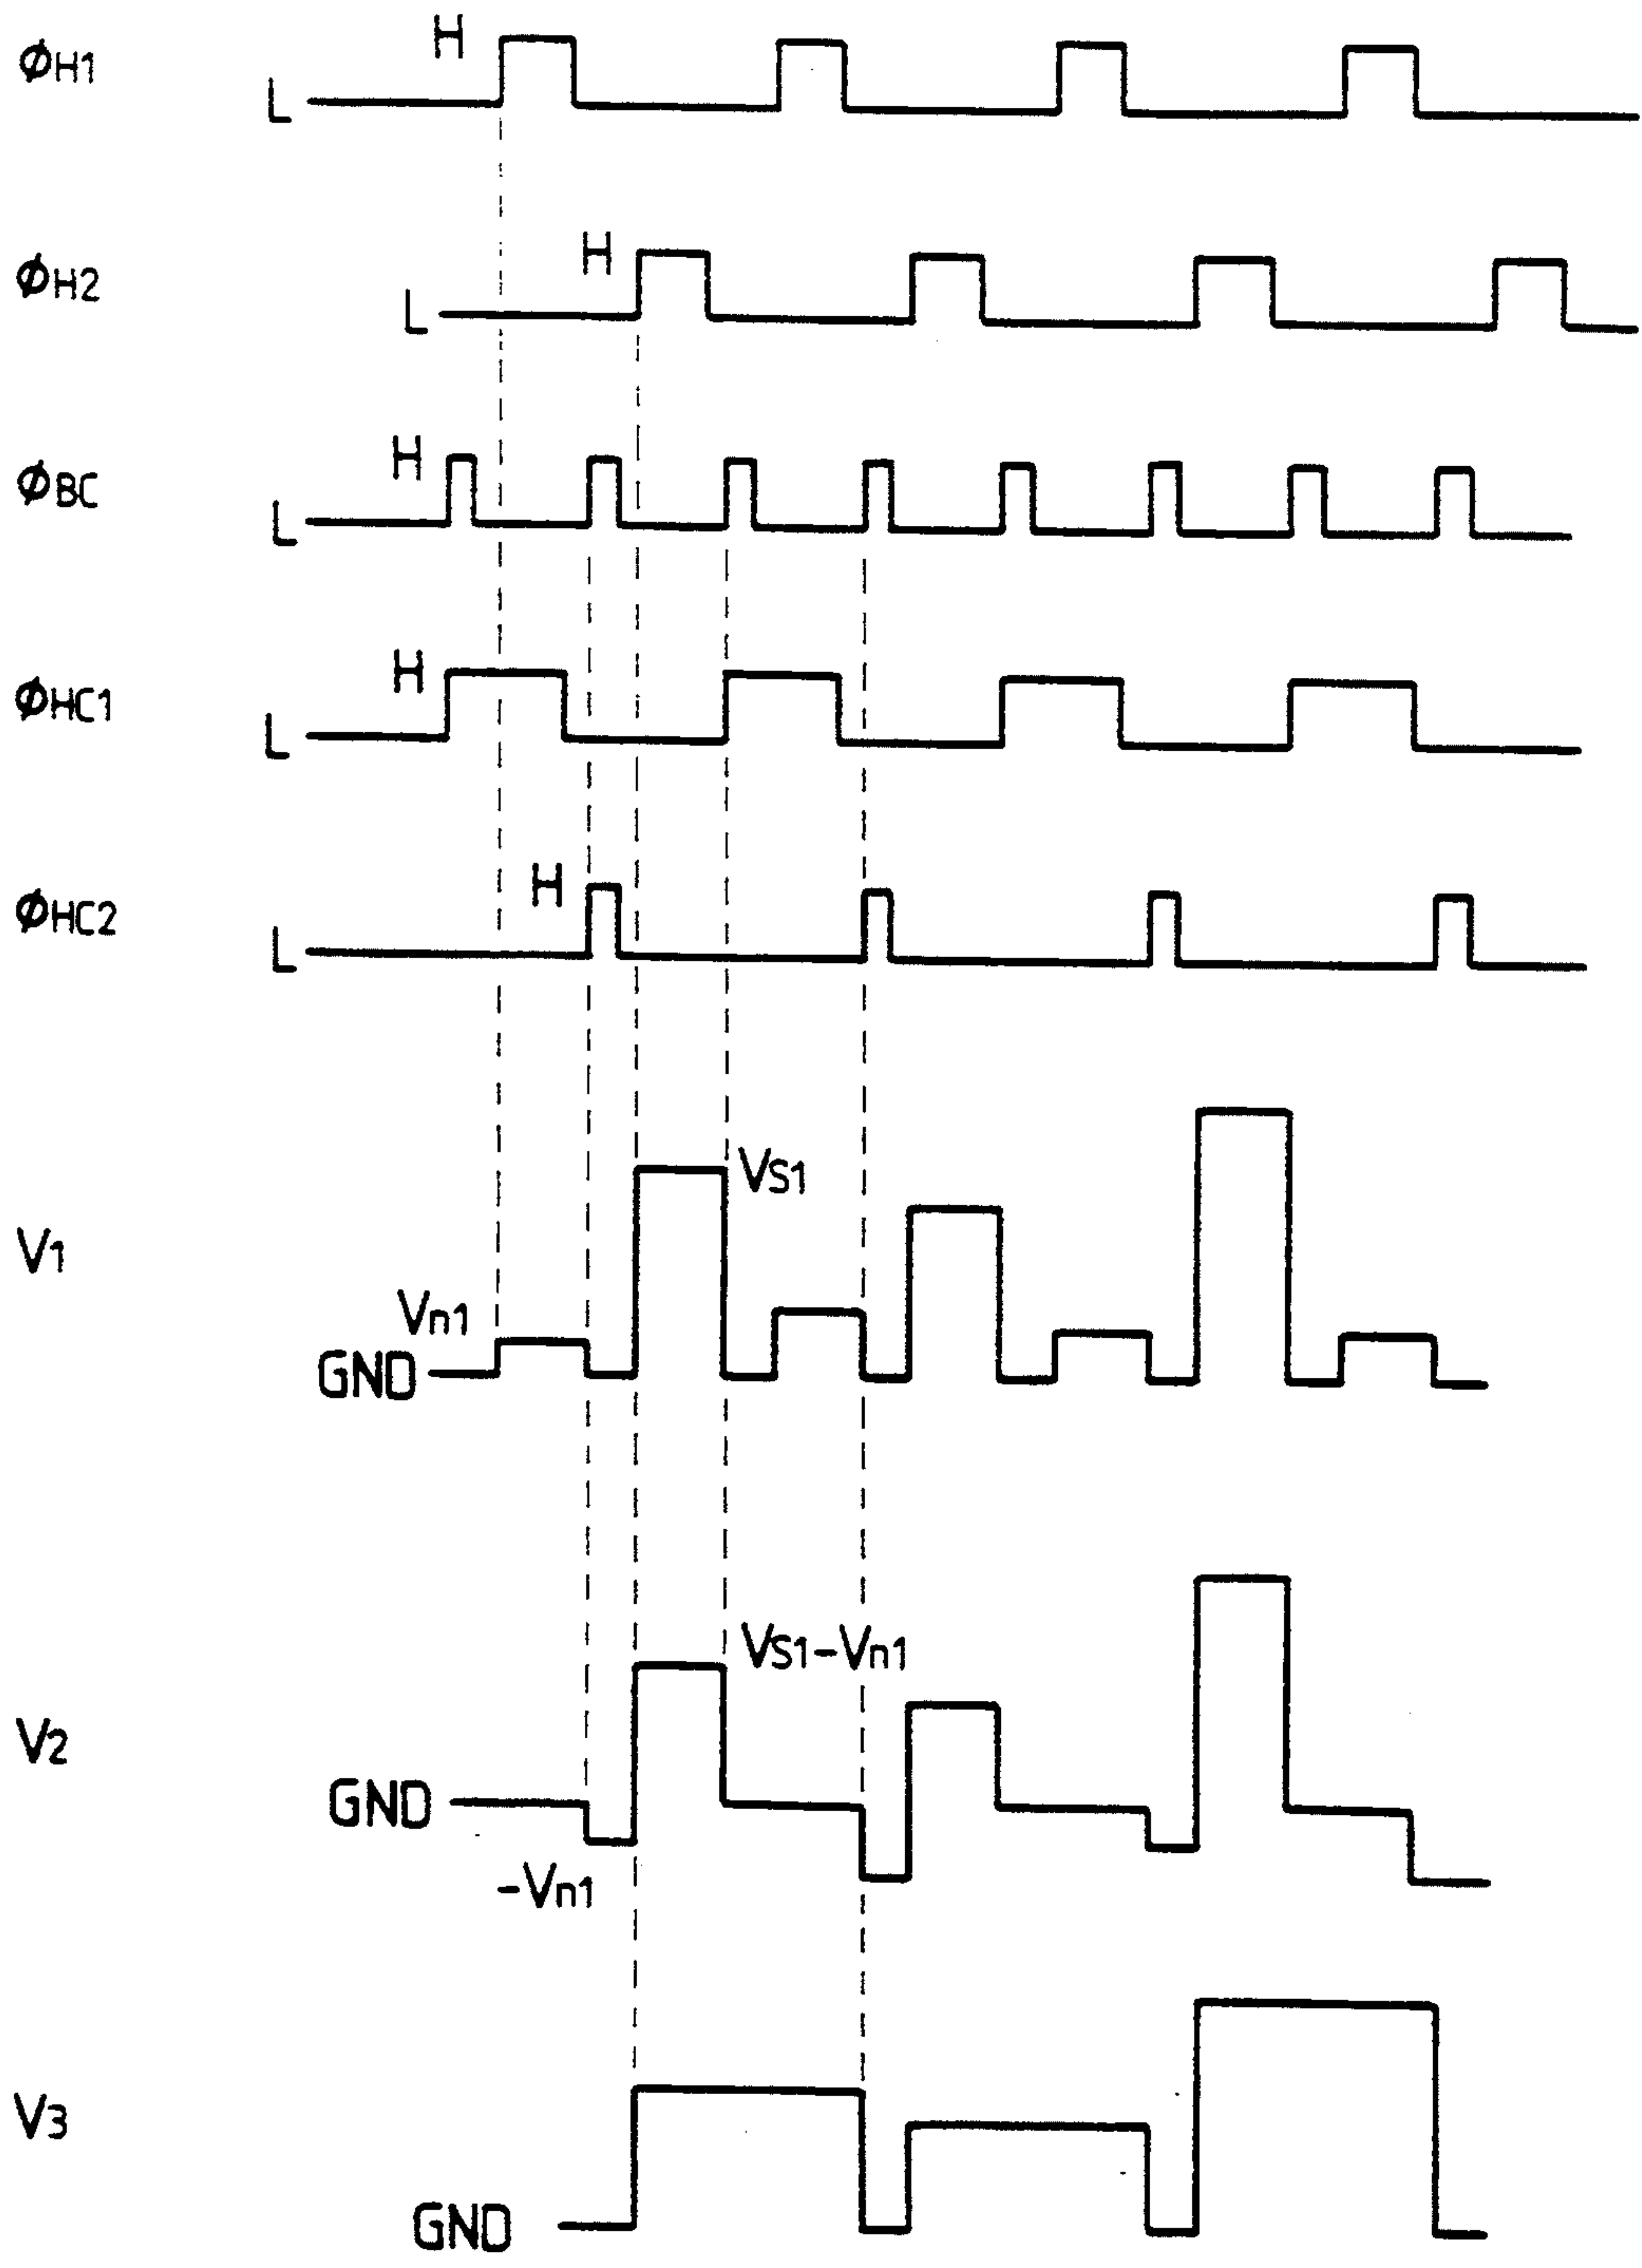 ΦH1 H L
ΦH2 H L
ΦBC H L
ΦHC1 H L
ΦHC2 H L
V1 Vn1 GND VS1
V2 GND -Vn1 VS1-Vn1
V3 GND